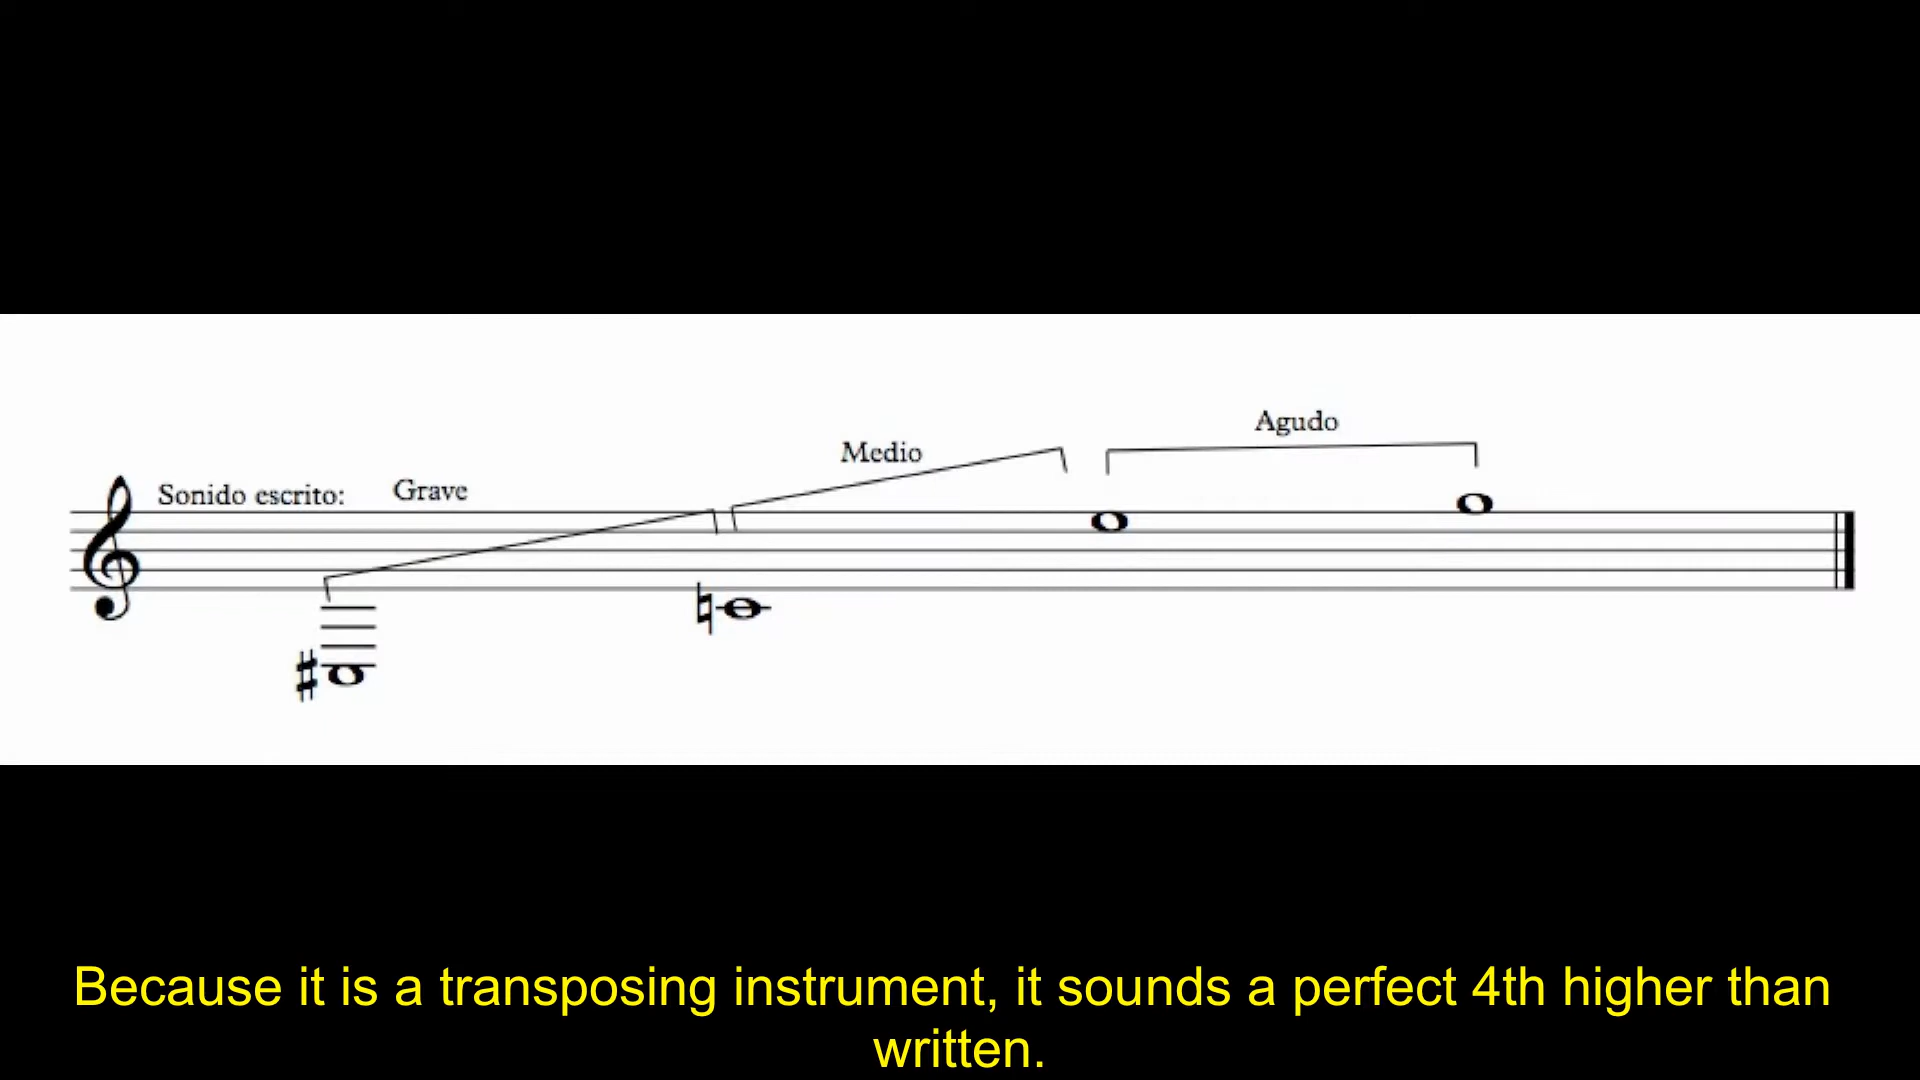 Agudo
Medio
Sonido escrito: Grave
Because it is a transposing instrument, it sounds a perfect 4th higher than
written.